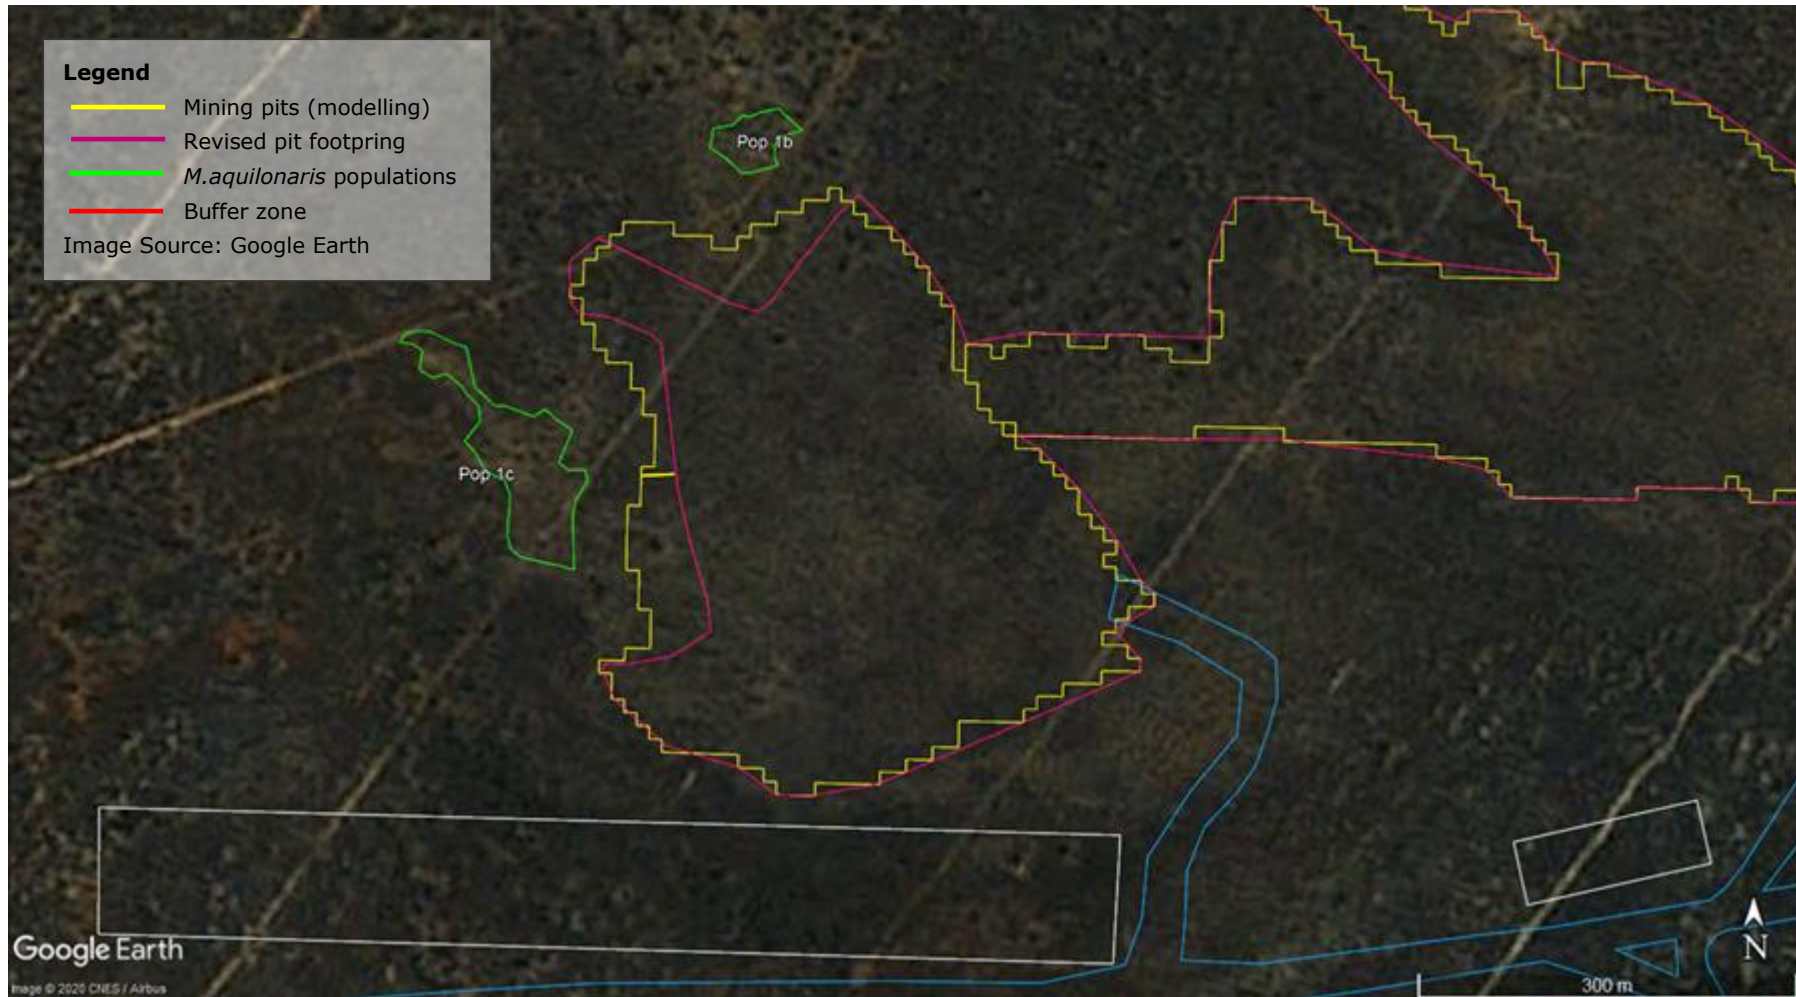 Legend
Mining pits (modelling)
Revised pit footpring
M.aquilonaris populations
Buffer zone
Image Source: Google Earth
Pop 1b
Pop 1c
Google Earth
Image © 2020 CNES / Airbus
N
300 m